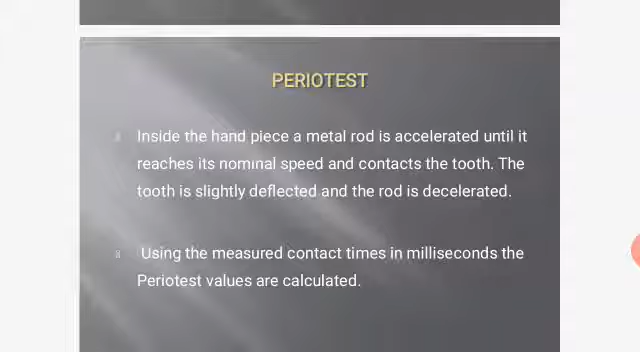 PERIOTEST
Inside the hand piece a metal rod is accelerated until it
reaches its nominal speed and contacts the tooth. The
tooth is slightly deflected and the rod is decelerated.
Using the measured contact times in milliseconds the
Periotest values are calculated.